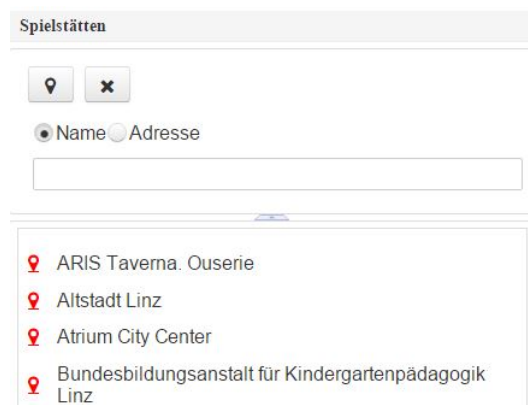 Spielstätten
Name Adresse
ARIS Taverna. Ouserie
Altstadt Linz
Atrium City Center
Bundesbildungsanstalt für Kindergartenpädagogik
Linz